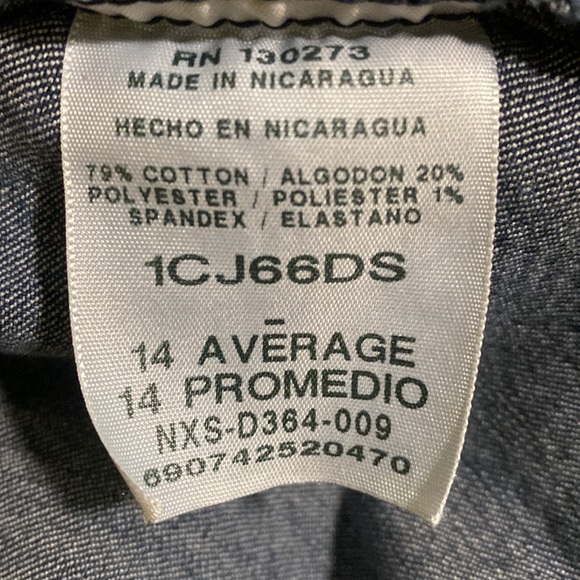 RN 130273
MADE IN NICARAGUA
HECHO EN NICARAGUA
79% COTTON / ALGODON 20%
POLYESTER / POLIESTER 1%
SPANDEX / ELASTANO
1CJ66DS
14 AVERAGE
14 PROMEDIO
NXS-D364-009
690742520470